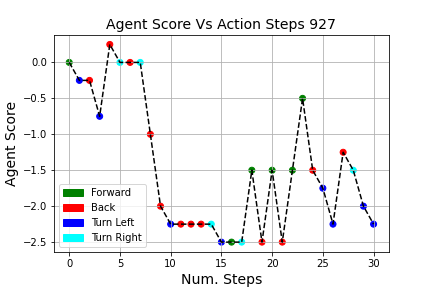 Agent Score Vs Action Steps 927
Agent Score
0.0
−0.5
−1.0
−1.5
−2.0
−2.5
Forward
Back
Turn Left
Turn Right
0 5 10 15 20 25 30
Num. Steps